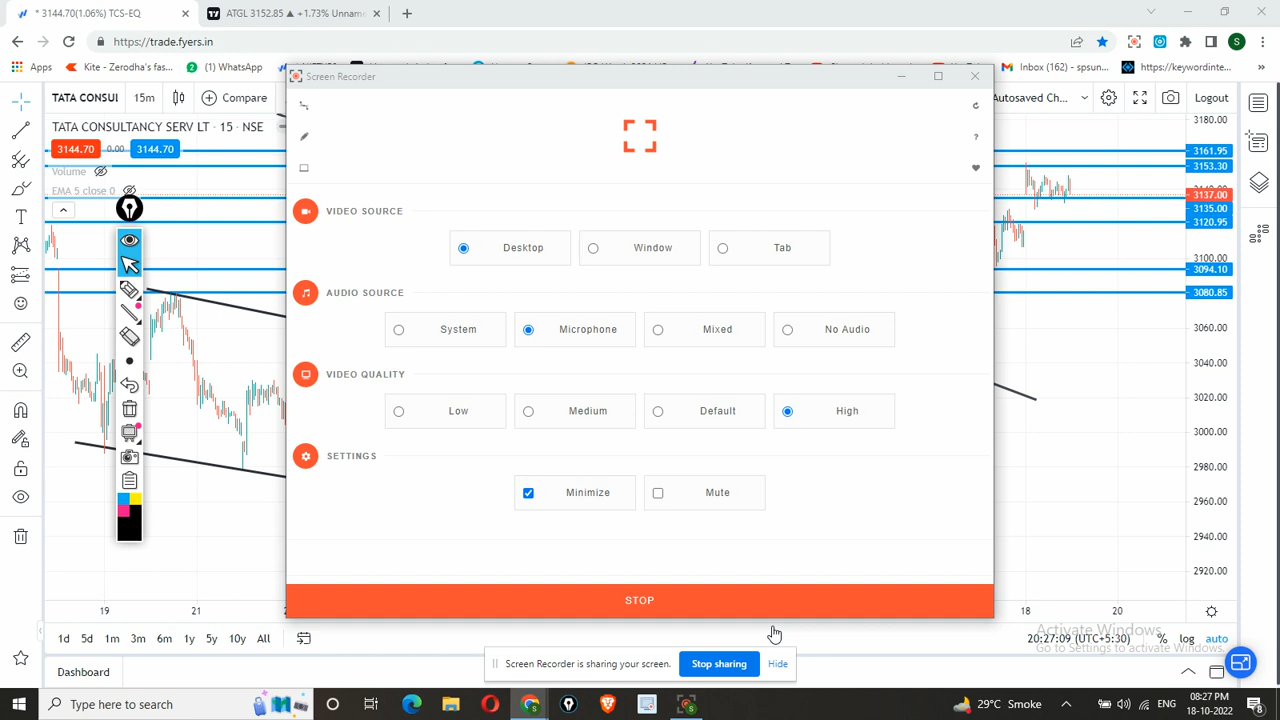 * 3144.70(1.06%) TCS-EQ
ATGL 3152.85 ▲ +1.73% Unname
https://trade.fyers.in
S
Apps
Kite - Zerodha's fas...
(1) WhatsApp
Inbox (162) - spsun...
https://keywordinte...
Screen Recorder
TATA CONSUI
15m
Compare
Autosaved Ch...
Logout
TATA CONSULTANCY SERV LT · 15 · NSE
3144.70
0.00
3144.70
Volume
EMA 5 close 0
3180.00
3161.95
3153.30
3137.00
3135.00
3120.95
3100.00
3094.10
3080.85
3060.00
3040.00
3020.00
3000.00
2980.00
2960.00
2940.00
2920.00
VIDEO SOURCE
Desktop
Window
Tab
AUDIO SOURCE
System
Microphone
Mixed
No Audio
VIDEO QUALITY
Low
Medium
Default
High
SETTINGS
Minimize
Mute
STOP
19
21
18
20
1d 5d 1m 3m 6m 1y 5y 10y All
20:27:09 (UTC+5:30)
% log auto
Activate Windows
Go to Settings to activate Windows.
Screen Recorder is sharing your screen.
Stop sharing
Hide
Dashboard
Type here to search
29°C Smoke
ENG
08:27 PM
18-10-2022
8